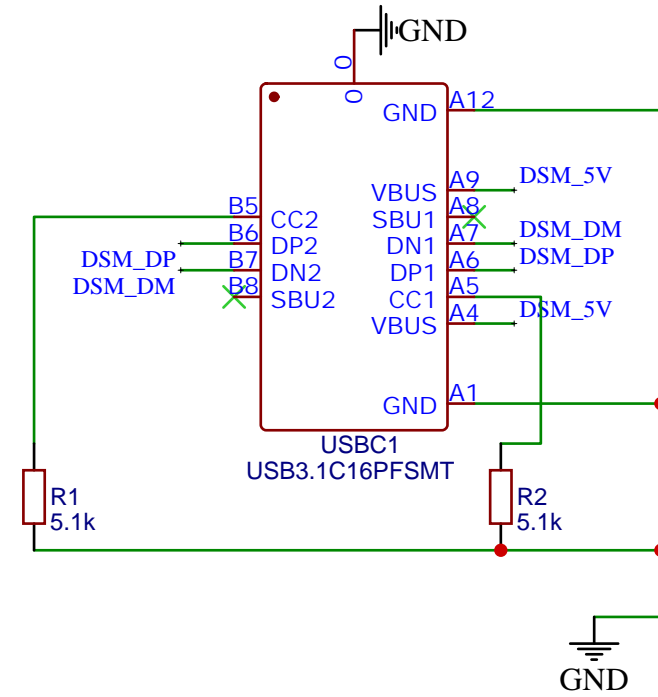 GND
0
0
A12
GND
A9
DSM_5V
VBUS
A8
B5
SBU1
CC2
A7
DSM_DM
B6
DN1
DP2
DSM_DP
A6
DSM_DP
B7
DP1
DN2
DSM_DM
A5
B8
CC1
SBU2
DSM_5V
A4
VBUS
A1
GND
USBC1
USB3.1C16PFSMT
R1
5.1k
R2
5.1k
GND